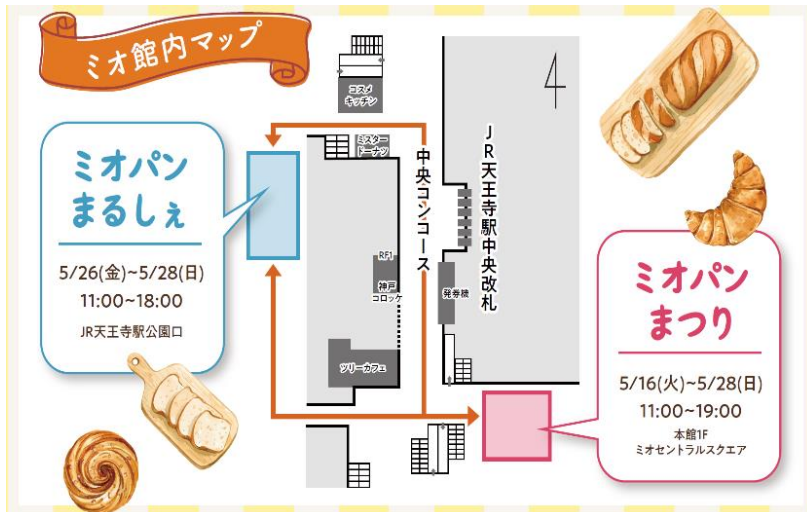 ミオ館内マップ
ミオパン
まるしぇ
5/26(金)~5/28(日)
11:00~18:00
JR天王寺駅公園口
コスメ
キッチン
ミスター
ドーナツ
中央コンコース
JR天王寺駅中央改札
RF1
神戸
コロッケ
発券機
ツリーカフェ
4
ミオパン
まつり
5/16(火)~5/28(日)
11:00~19:00
本館1F
ミオセントラルスクエア